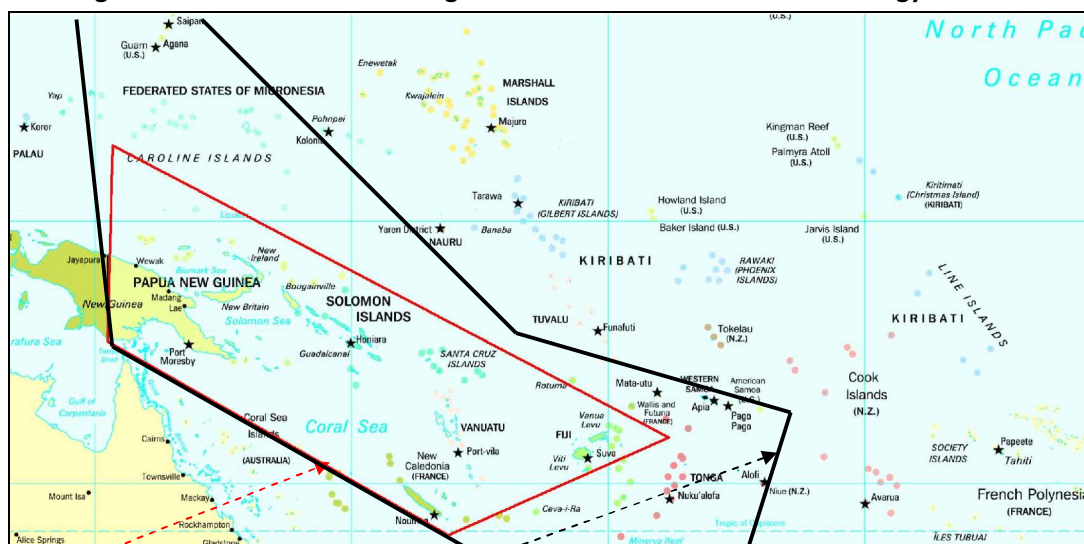 Saipan
Guam
(U.S.)
Agana
(U.S.)
North Pac
Ocean
Enewetak
MARSHALL
ISLANDS
Kwajalein
Majuro
Yap
FEDERATED STATES OF MICRONESIA
Pohnpei
Kolonia
Koror
PALAU
CAROLINE ISLANDS
Kingman Reef
(U.S.)
Palmyra Atoll
(U.S.)
Kiritimati
(Christmas Island)
(KIRIBATI)
Tarawa
KIRIBATI
(GILBERT ISLANDS)
Howland Island
(U.S.)
Baker Island (U.S.)
Jarvis Island
(U.S.)
Equator
Yaren District
NAURU
Banaba
KIRIBATI
RAWAKI
(PHOENIX
ISLANDS)
LINE ISLANDS
KIRIBATI
Jayapura
Wewak
Bismark Sea
New
Ireland
PAPUA NEW GUINEA
Bougainville
Madang
Lae
New Guinea
New Britain
Solomon Sea
SOLOMON
ISLANDS
TUVALU
Funafuti
Tokelau
(N.Z.)
rafura Sea
Port
Moresby
Guadalcanal
Honiara
SANTA CRUZ
ISLANDS
Rotuma
Mata-utu
WESTERN
SAMOA
American
Samoa
(U.S.)
Cook
Islands
(N.Z.)
Gulf of
Carpentaria
Wallis and
Futuna
(FRANCE)
Apia
Pago
Pago
Coral Sea
Islands
(AUSTRALIA)
Coral Sea
VANUATU
Port-vila
FIJI
Vanua
Levu
Viti
Levu
Suva
SOCIETY
ISLANDS
Papeete
Tahiti
Cairns
Townsville
New
Caledonia
(FRANCE)
TONGA
Nuku'alofa
Alofi
Niue (N.Z.)
Avarua
French Polynesia
(FRANCE)
Mount Isa
Mackay
Ceva-i-Ra
Rockhampton
Gladstone
Alice Springs
Tropic of Capricorn
Minerva Reef
ÎLES TUBUAI